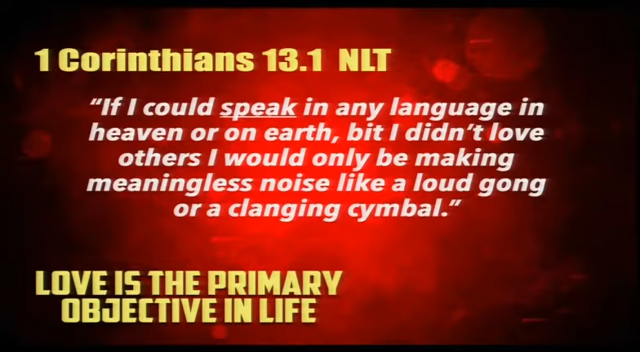 1 Corinthians 13.1 NLT
“If I could speak in any language in
heaven or on earth, bit I didn’t love
others I would only be making
meaningless noise like a loud gong
or a clanging cymbal.”
LOVE IS THE PRIMARY
OBJECTIVE IN LIFE